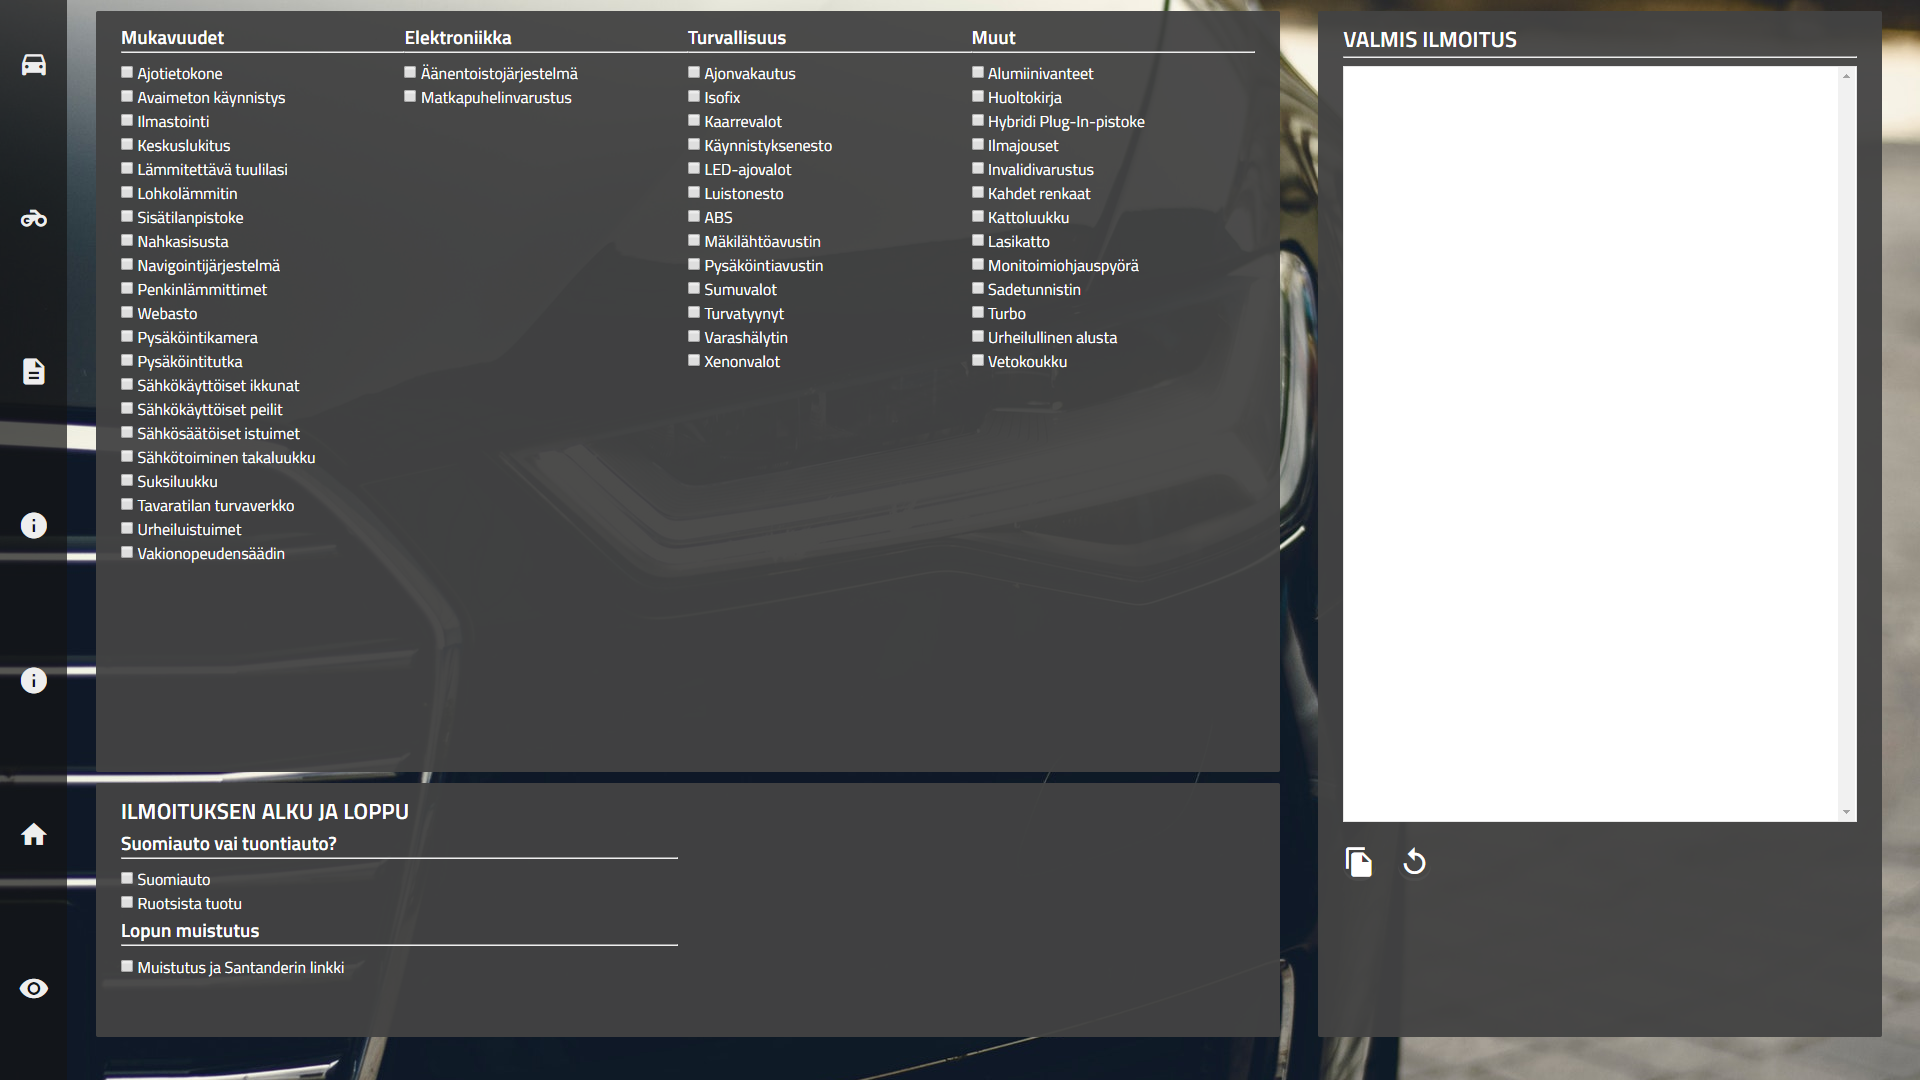 Mukavuudet
Ajotietokone
Avaimeton käynnistys
Ilmastointi
Keskuslukitus
Lämmitettävä tuulilasi
Lohkolämmitin
Sisätilanpistoke
Nahkasisusta
Navigointijärjestelmä
Penkinlämmittimet
Webasto
Pysäköintikamera
Pysäköintitutka
Sähkökäyttöiset ikkunat
Sähkökäyttöiset peilit
Sähkösäätöiset istuimet
Sähkötoiminen takaluukku
Suksiluukku
Tavaratilan turvaverkko
Urheiluistuimet
Vakionopeudensäädin
Elektroniikka
Äänentoistojärjestelmä
Matkapuhelinvarustus
Turvallisuus
Ajonvakautus
Isofix
Kaarrevalot
Käynnistyksenesto
LED-ajovalot
Luistonesto
ABS
Mäkilähtöavustin
Pysäköintiavustin
Sumuvalot
Turvatyynyt
Varashälytin
Xenonvalot
Muut
Alumiinivanteet
Huoltokirja
Hybridi Plug-In-pistoke
Ilmajouset
Invalidivarustus
Kahdet renkaat
Kattoluukku
Lasikatto
Monitoimiohjauspyörä
Sadetunnistin
Turbo
Urheilullinen alusta
Vetokoukku
ILMOITUKSEN ALKU JA LOPPU
Suomiauto vai tuontiauto?
Suomiauto
Ruotsista tuotu
Lopun muistutus
Muistutus ja Santanderin linkki
VALMIS ILMOITUS